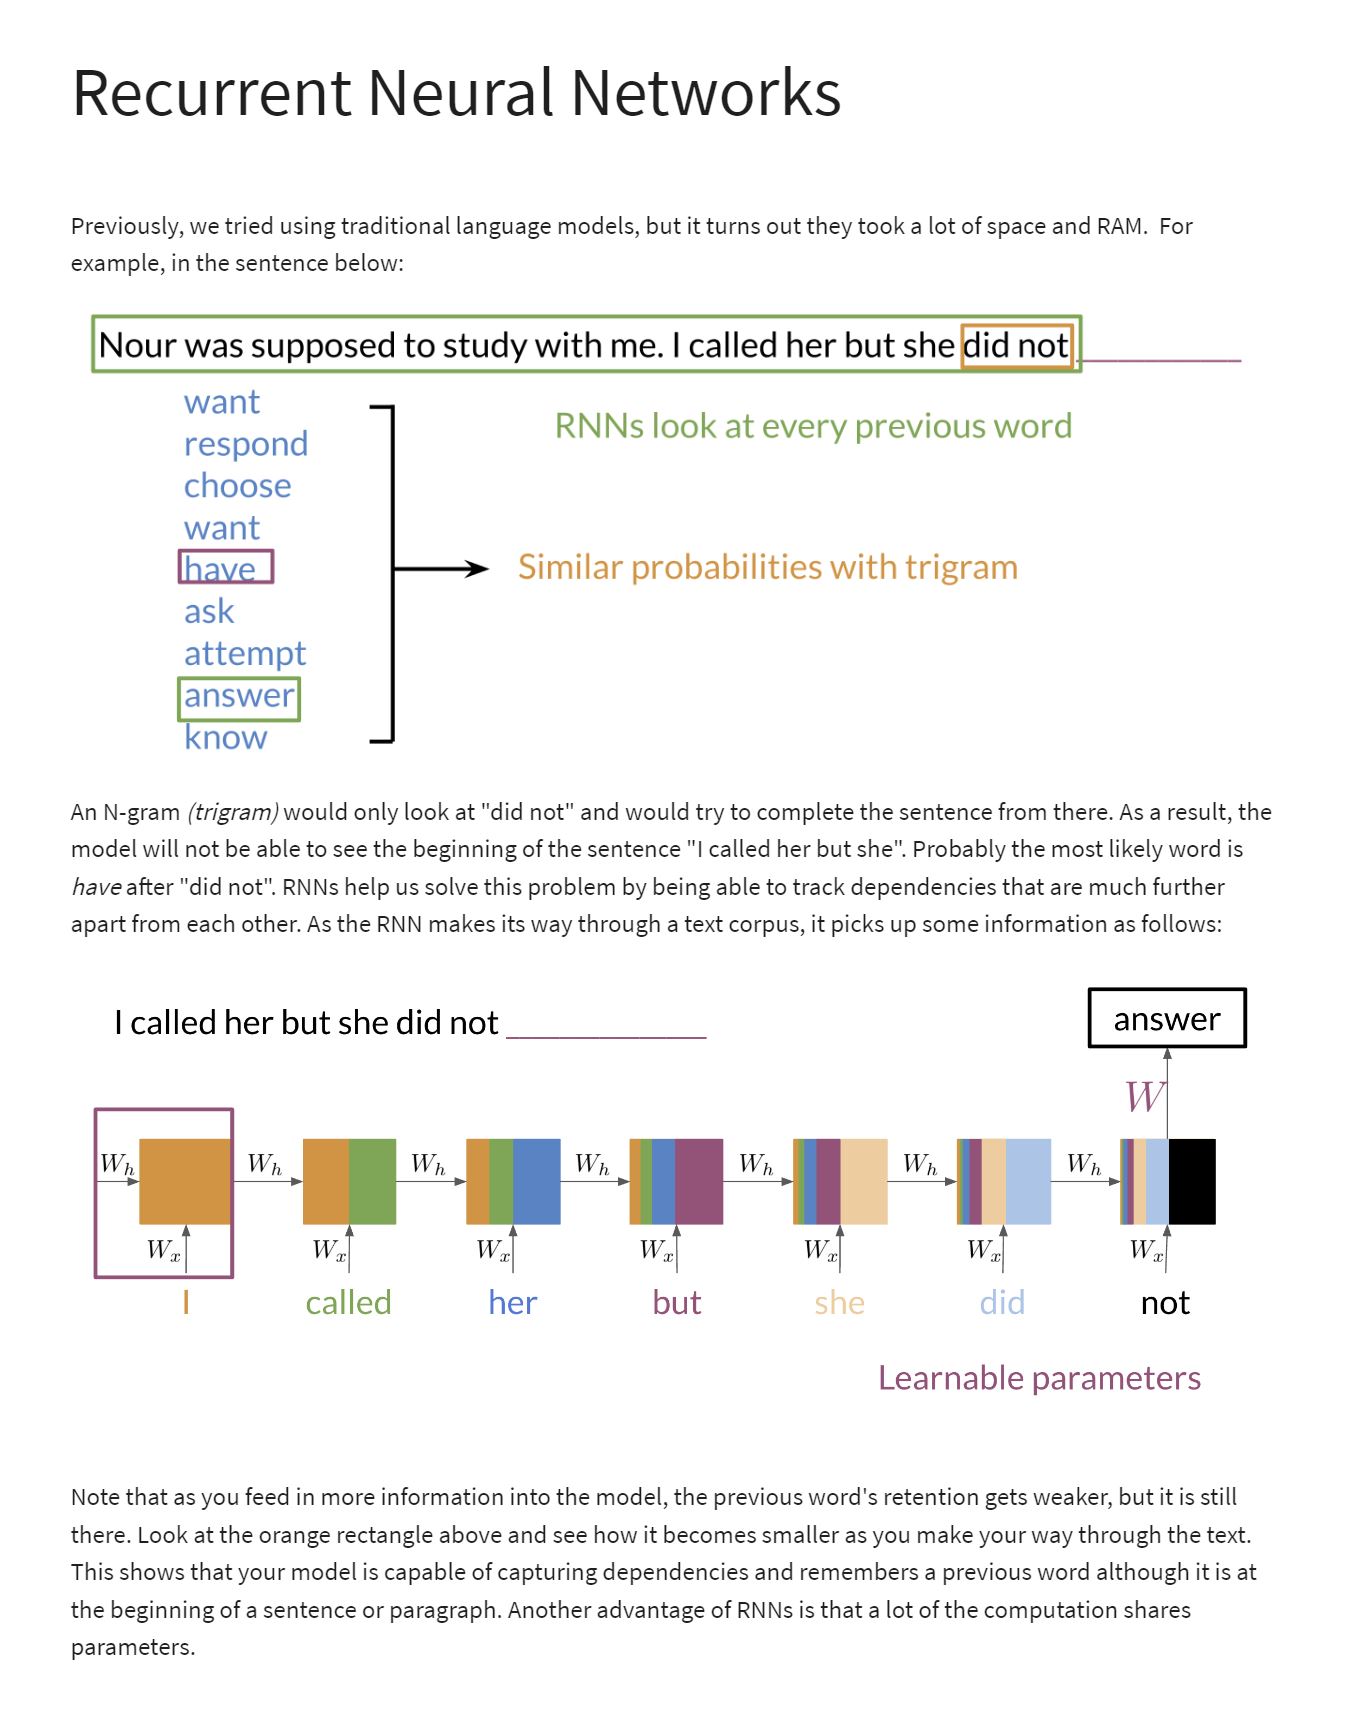 Recurrent Neural Networks
Previously, we tried using traditional language models, but it turns out they took a lot of space and RAM.  For
example, in the sentence below:
Nour was supposed to study with me. I called her but she did not ____________
want
respond
choose
want
have
ask
attempt
answer
know
RNNs look at every previous word
Similar probabilities with trigram
An N-gram (trigram) would only look at "did not" and would try to complete the sentence from there. As a result, the
model will not be able to see the beginning of the sentence "I called her but she". Probably the most likely word is
have after "did not". RNNs help us solve this problem by being able to track dependencies that are much further
apart from each other. As the RNN makes its way through a text corpus, it picks up some information as follows:
I called her but she did not ____________
answer
W
W_h W_h W_h W_h W_h W_h W_h
W_x W_x W_x W_x W_x W_x W_x
I called her but she did not
Learnable parameters
Note that as you feed in more information into the model, the previous word's retention gets weaker, but it is still
there. Look at the orange rectangle above and see how it becomes smaller as you make your way through the text.
This shows that your model is capable of capturing dependencies and remembers a previous word although it is at
the beginning of a sentence or paragraph. Another advantage of RNNs is that a lot of the computation shares
parameters.